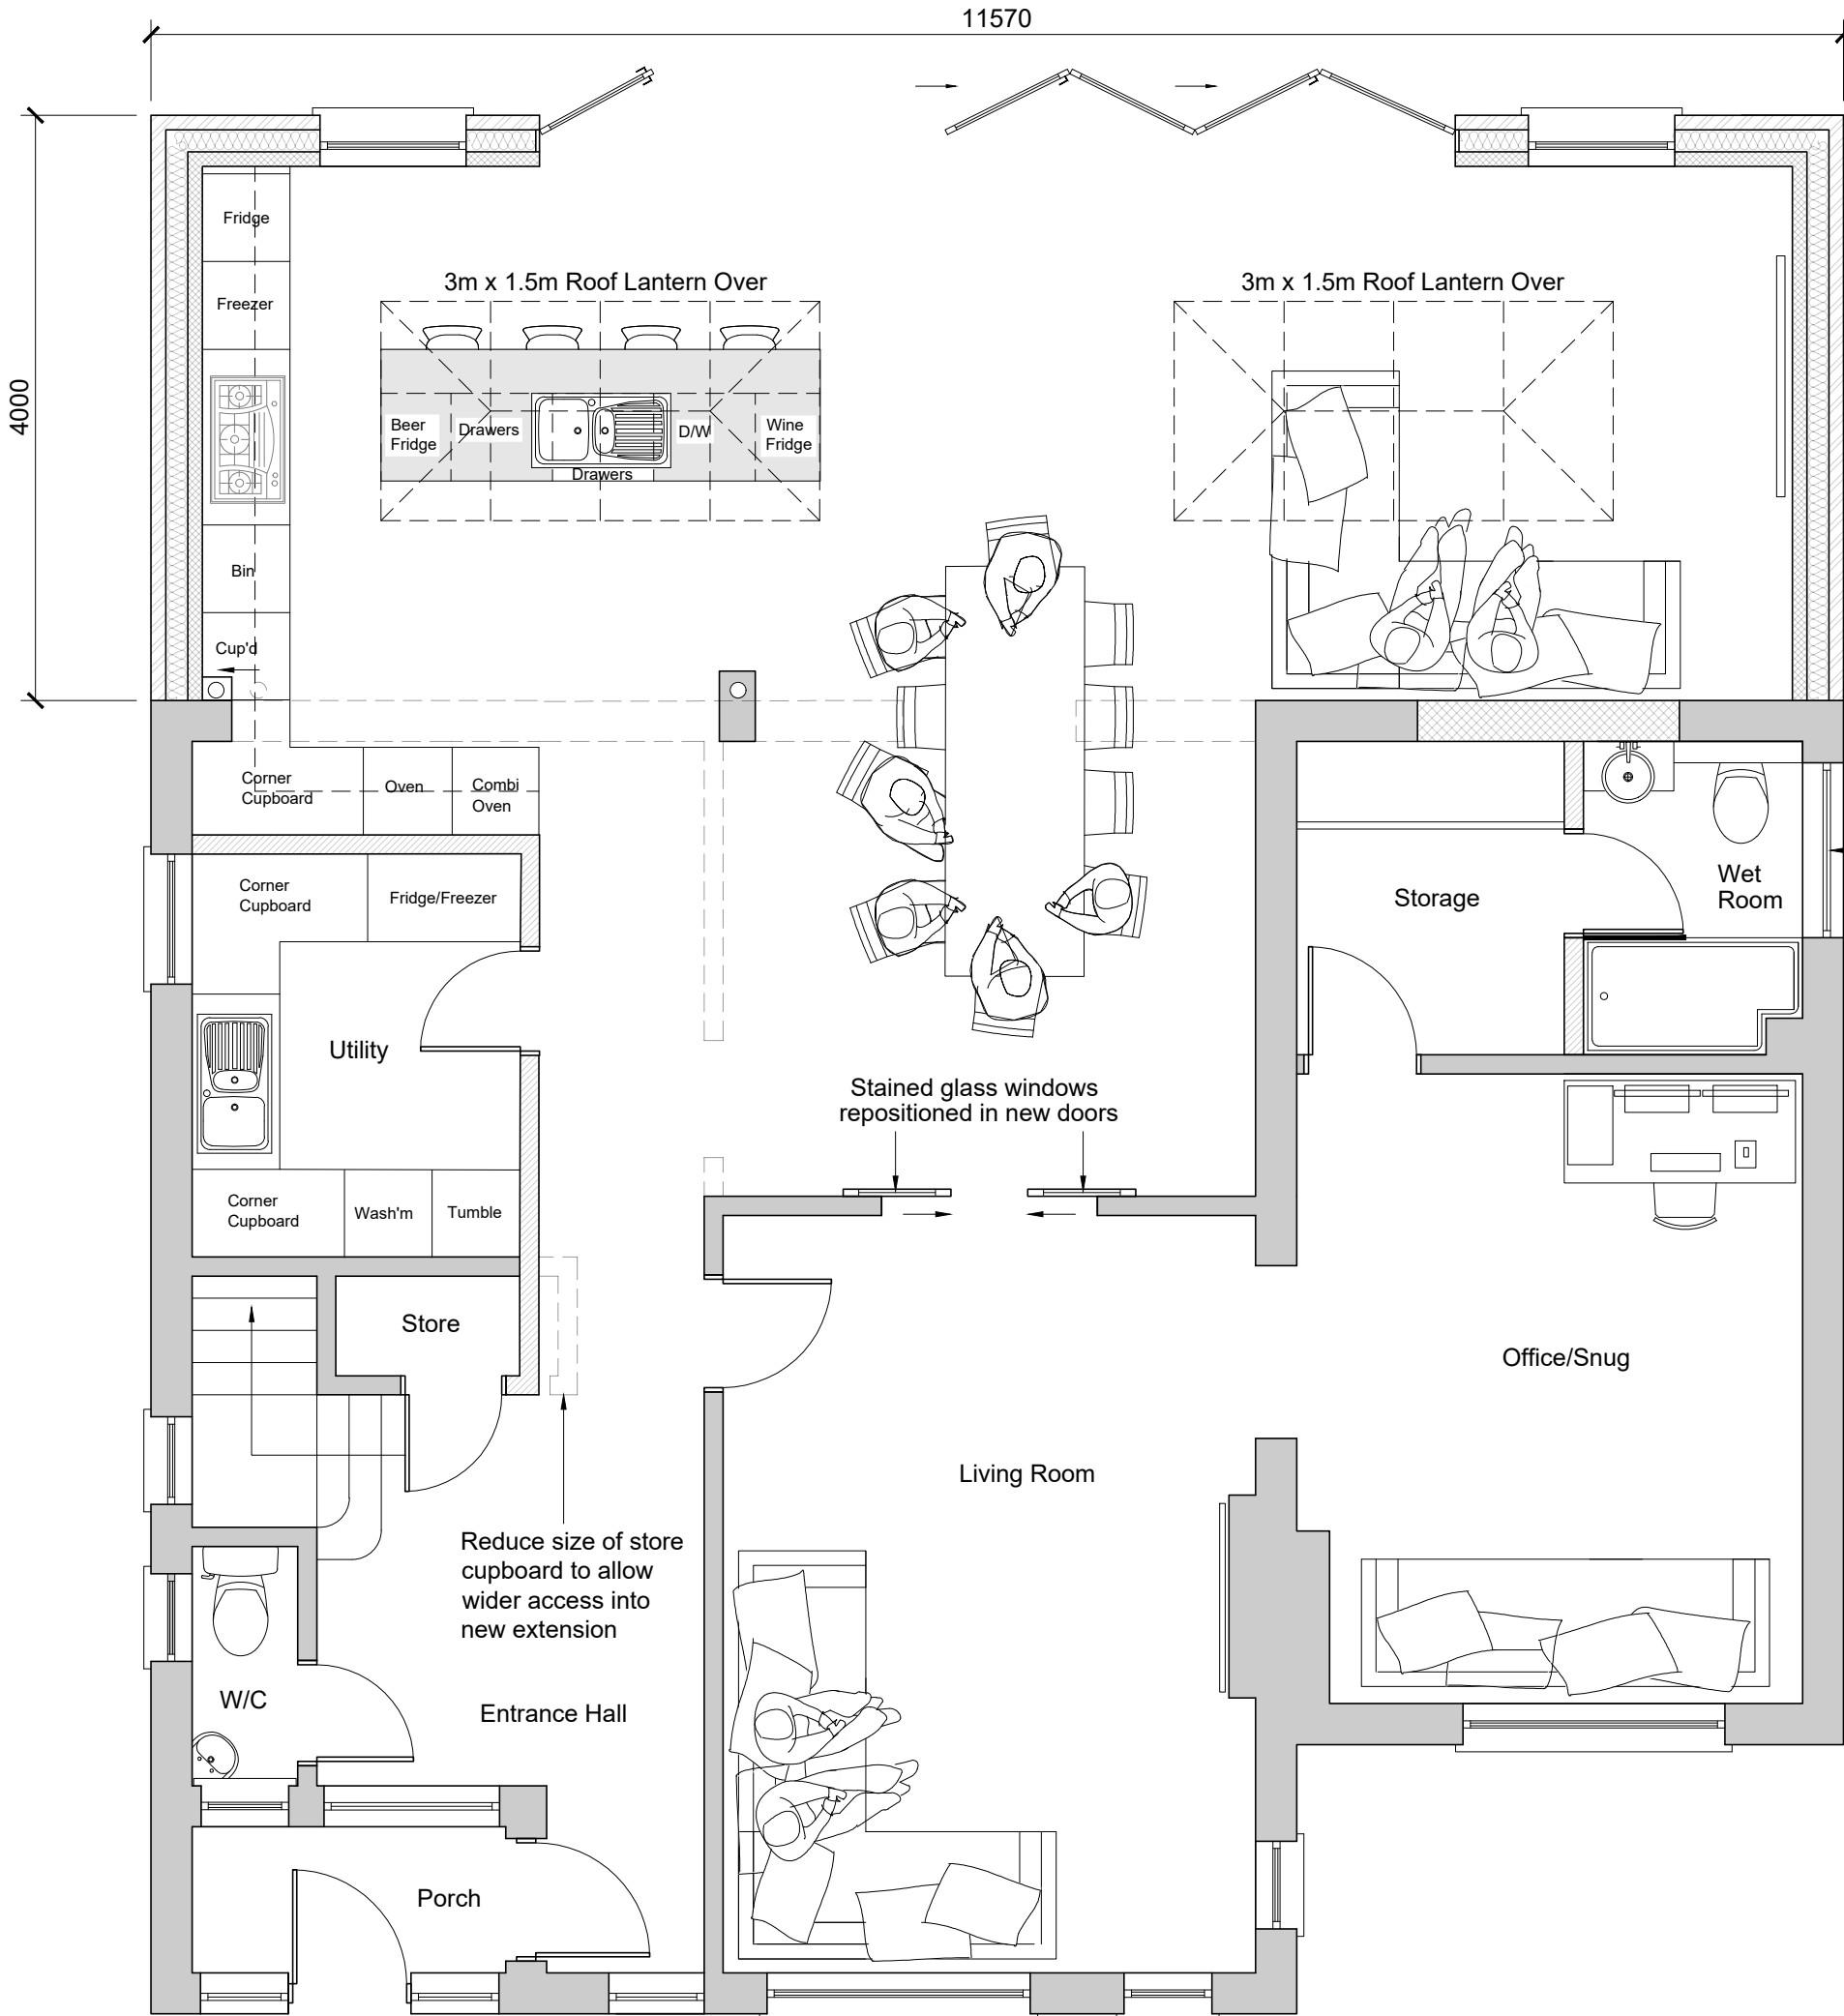 11570
4000
Fridge
3m x 1.5m Roof Lantern Over
3m x 1.5m Roof Lantern Over
Freezer
Beer
Fridge
Drawers
D/W
Wine
Fridge
Drawers
Bin
Cup'd
Corner
Cupboard
Oven
Combi
Oven
Corner
Cupboard
Fridge/Freezer
Storage
Wet
Room
Utility
Stained glass windows
repositioned in new doors
Corner
Cupboard
Wash'm
Tumble
Store
Office/Snug
Living Room
Reduce size of store
cupboard to allow
wider access into
new extension
W/C
Entrance Hall
Porch